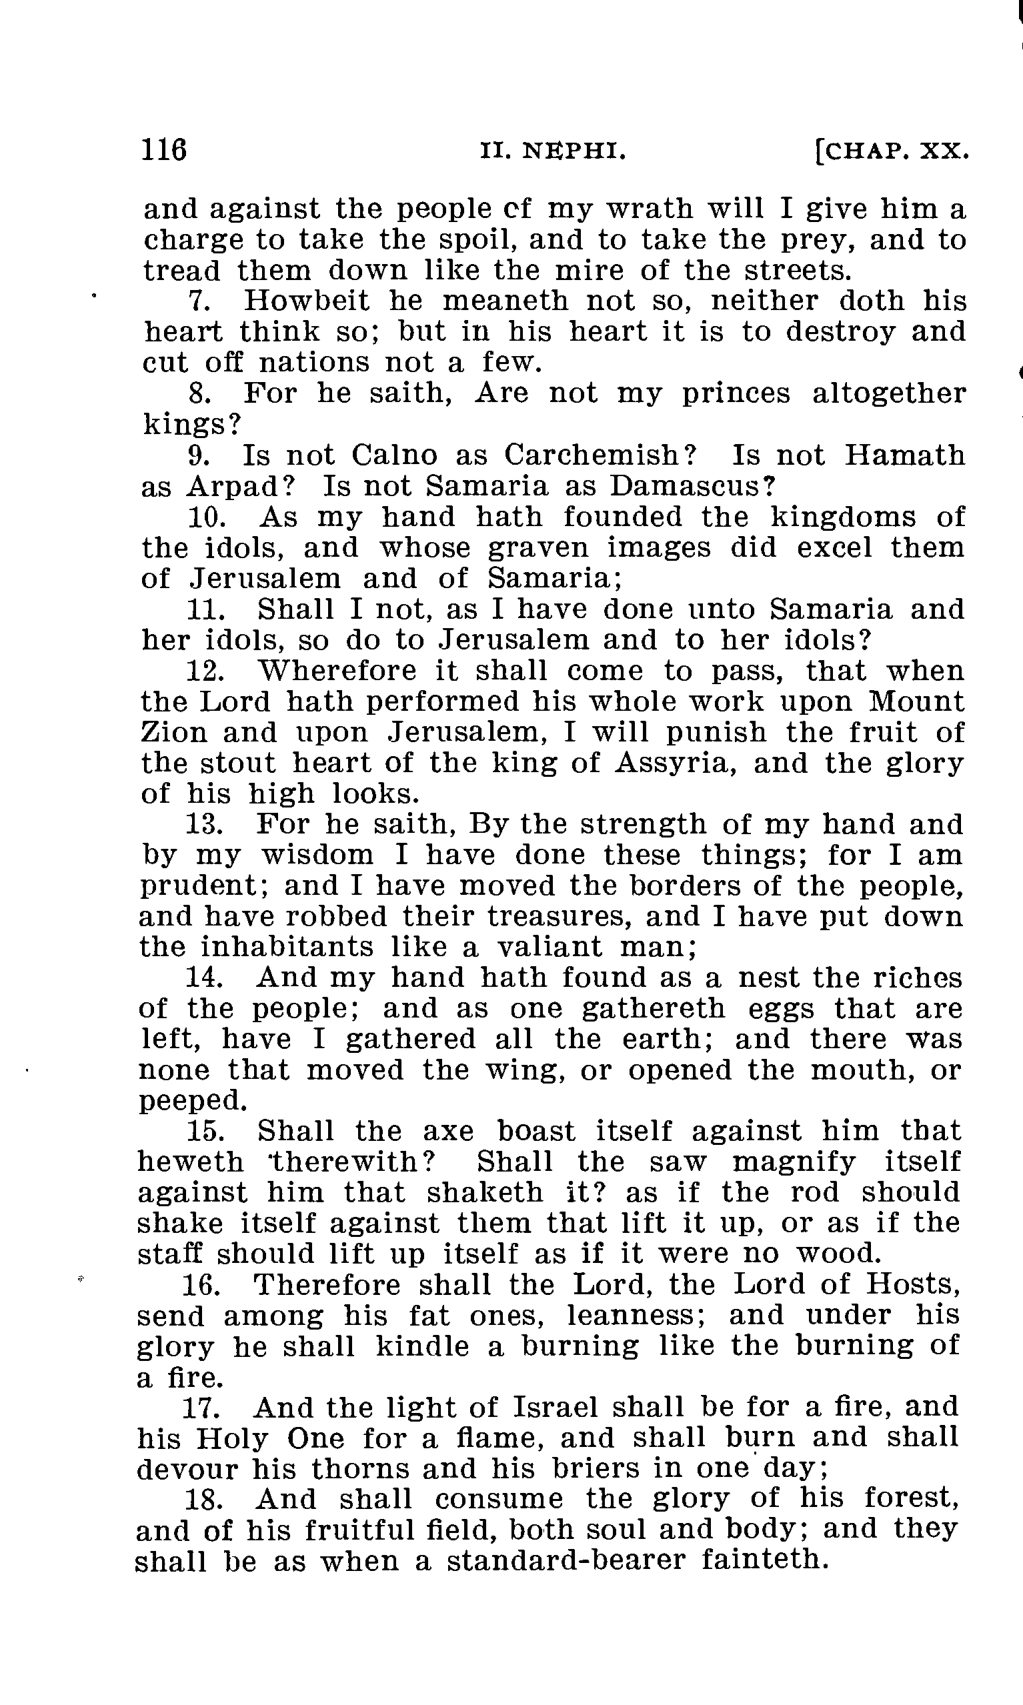 116 II. NEPHI. [CHAP. XX.
and against the people of my wrath will I give him a
charge to take the spoil, and to take the prey, and to
tread them down like the mire of the streets.
7. Howbeit he meaneth not so, neither doth his
heart think so; but in his heart it is to destroy and
cut off nations not a few.
8. For he saith, Are not my princes altogether
kings?
9. Is not Calno as Carchemish? Is not Hamath
as Arpad? Is not Samaria as Damascus?
10. As my hand hath founded the kingdoms of
the idols, and whose graven images did excel them
of Jerusalem and of Samaria;
11. Shall I not, as I have done unto Samaria and
her idols, so do to Jerusalem and to her idols?
12. Wherefore it shall come to pass, that when
the Lord hath performed his whole work upon Mount
Zion and upon Jerusalem, I will punish the fruit of
the stout heart of the king of Assyria, and the glory
of his high looks.
13. For he saith, By the strength of my hand and
by my wisdom I have done these things; for I am
prudent; and I have moved the borders of the people,
and have robbed their treasures, and I have put down
the inhabitants like a valiant man;
14. And my hand hath found as a nest the riches
of the people; and as one gathereth eggs that are
left, have I gathered all the earth; and there was
none that moved the wing, or opened the mouth, or
peeped.
15. Shall the axe boast itself against him that
heweth therewith? Shall the saw magnify itself
against him that shaketh it? as if the rod should
shake itself against them that lift it up, or as if the
staff should lift up itself as if it were no wood.
16. Therefore shall the Lord, the Lord of Hosts,
send among his fat ones, leanness; and under his
glory he shall kindle a burning like the burning of
a fire.
17. And the light of Israel shall be for a fire, and
his Holy One for a flame, and shall burn and shall
devour his thorns and his briers in one day;
18. And shall consume the glory of his forest,
and of his fruitful field, both soul and body; and they
shall be as when a standard-bearer fainteth.